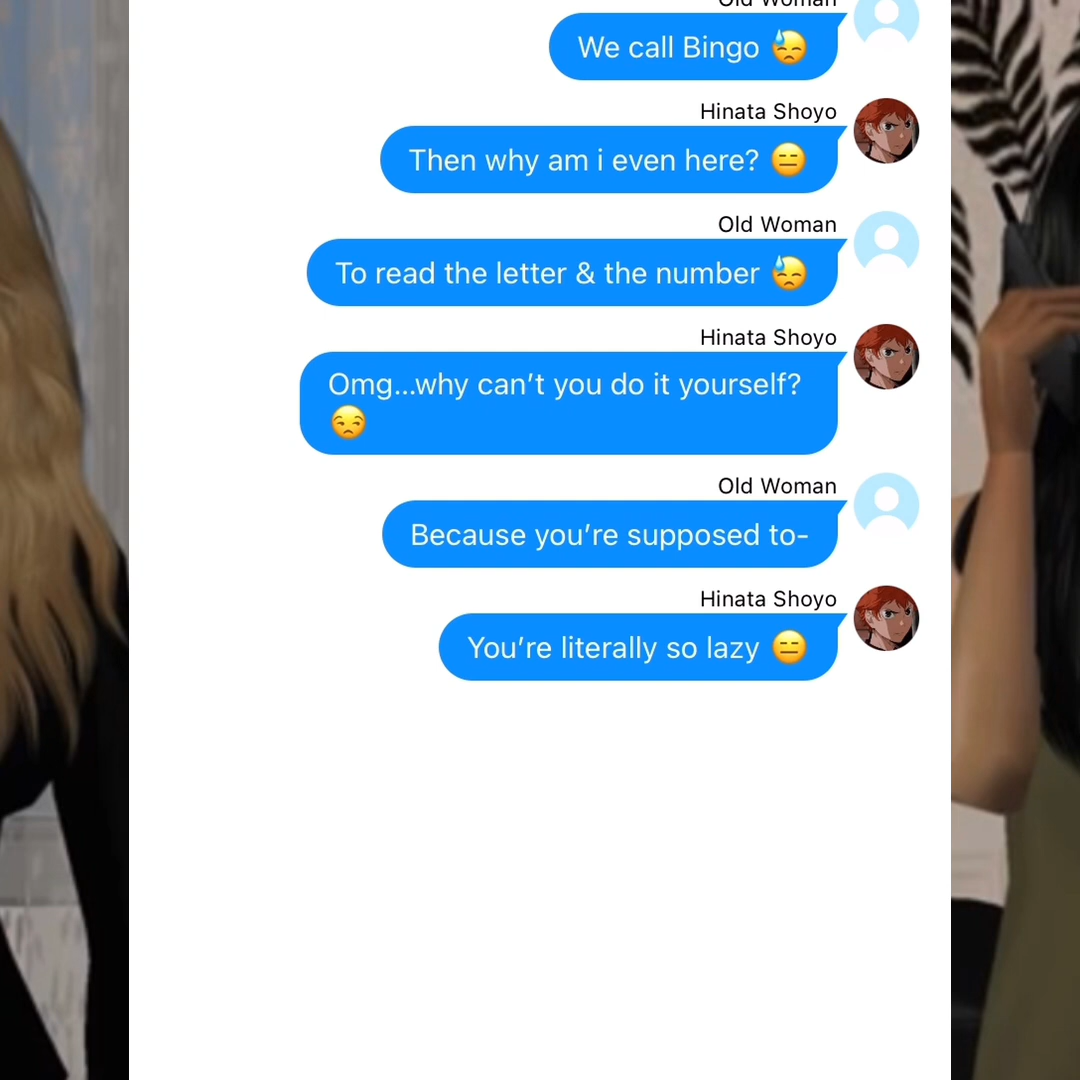 Old Woman
We call Bingo 😓
Hinata Shoyo
Then why am i even here? 😑
Old Woman
To read the letter & the number 😓
Hinata Shoyo
Omg...why can't you do it yourself?
😒
Old Woman
Because you're supposed to-
Hinata Shoyo
You're literally so lazy 😑